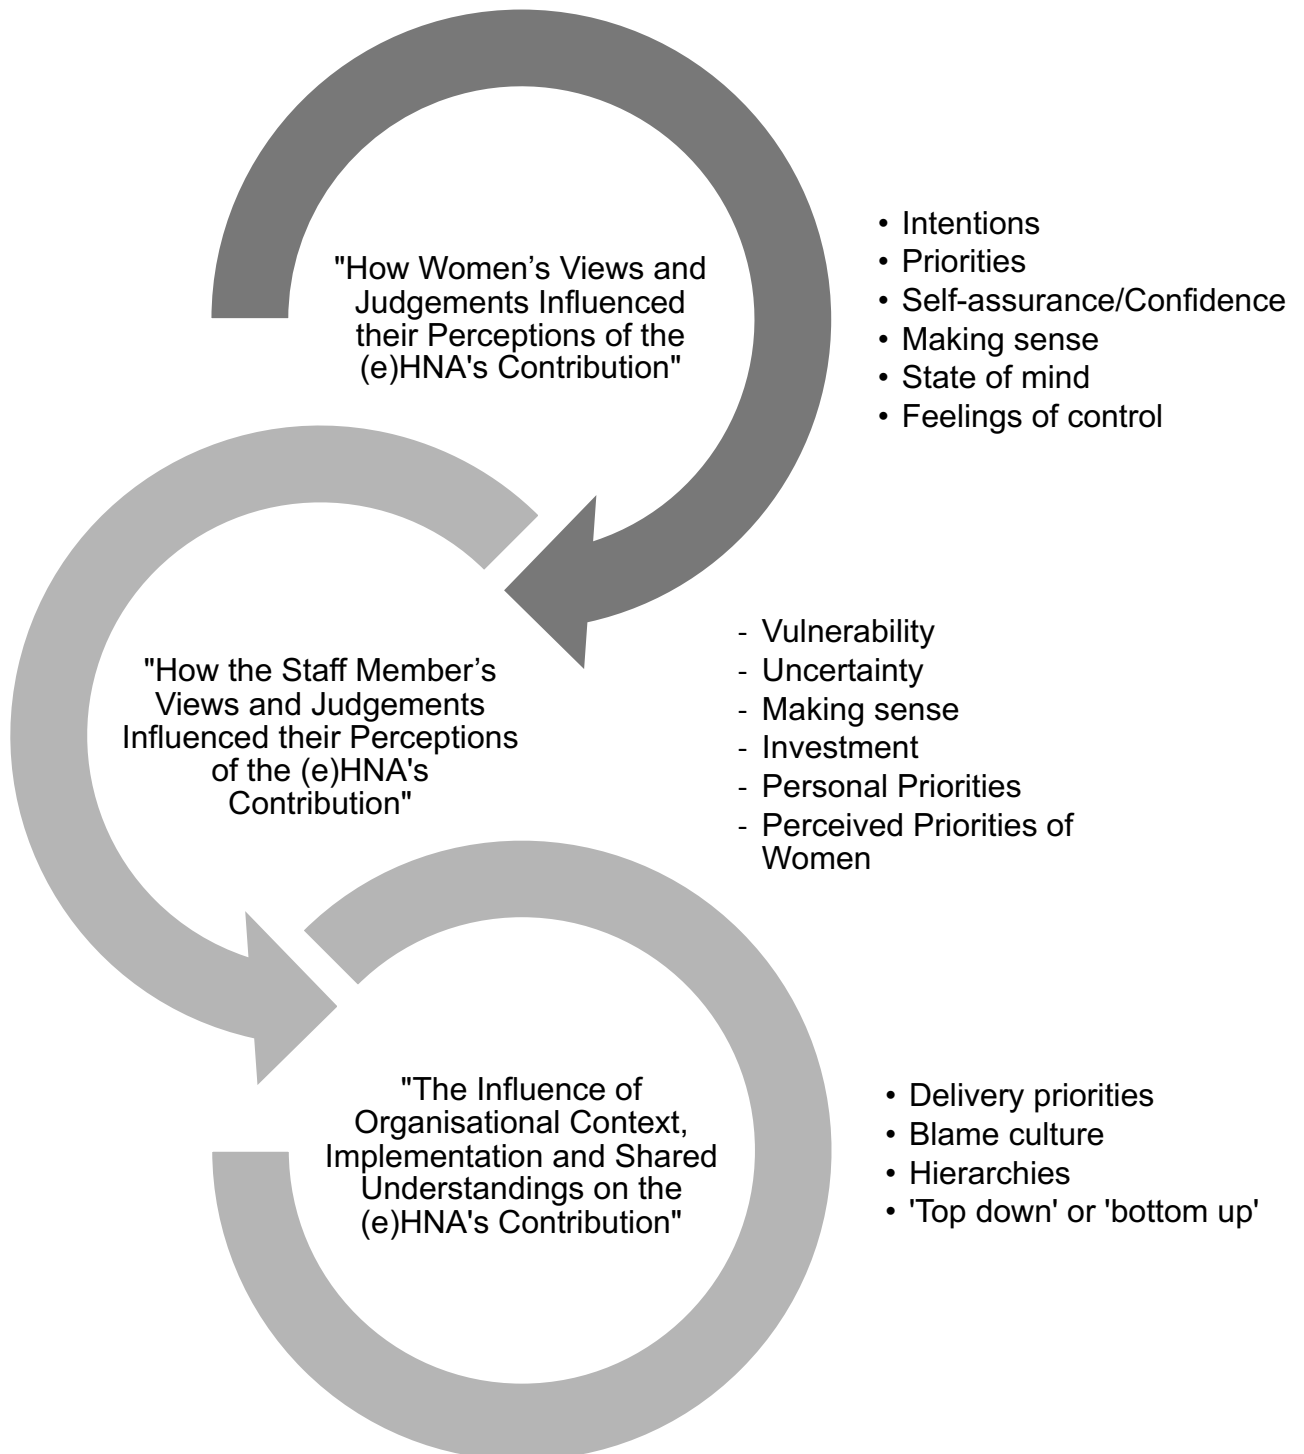 "How Women’s Views and
Judgements Influenced
their Perceptions of the
(e)HNA's Contribution"
• Intentions
• Priorities
• Self-assurance/Confidence
• Making sense
• State of mind
• Feelings of control
"How the Staff Member’s
Views and Judgements
Influenced their Perceptions
of the (e)HNA's
Contribution"
- Vulnerability
- Uncertainty
- Making sense
- Investment
- Personal Priorities
- Perceived Priorities of
Women
"The Influence of
Organisational Context,
Implementation and Shared
Understandings on the
(e)HNA's Contribution"
• Delivery priorities
• Blame culture
• Hierarchies
• 'Top down' or 'bottom up'